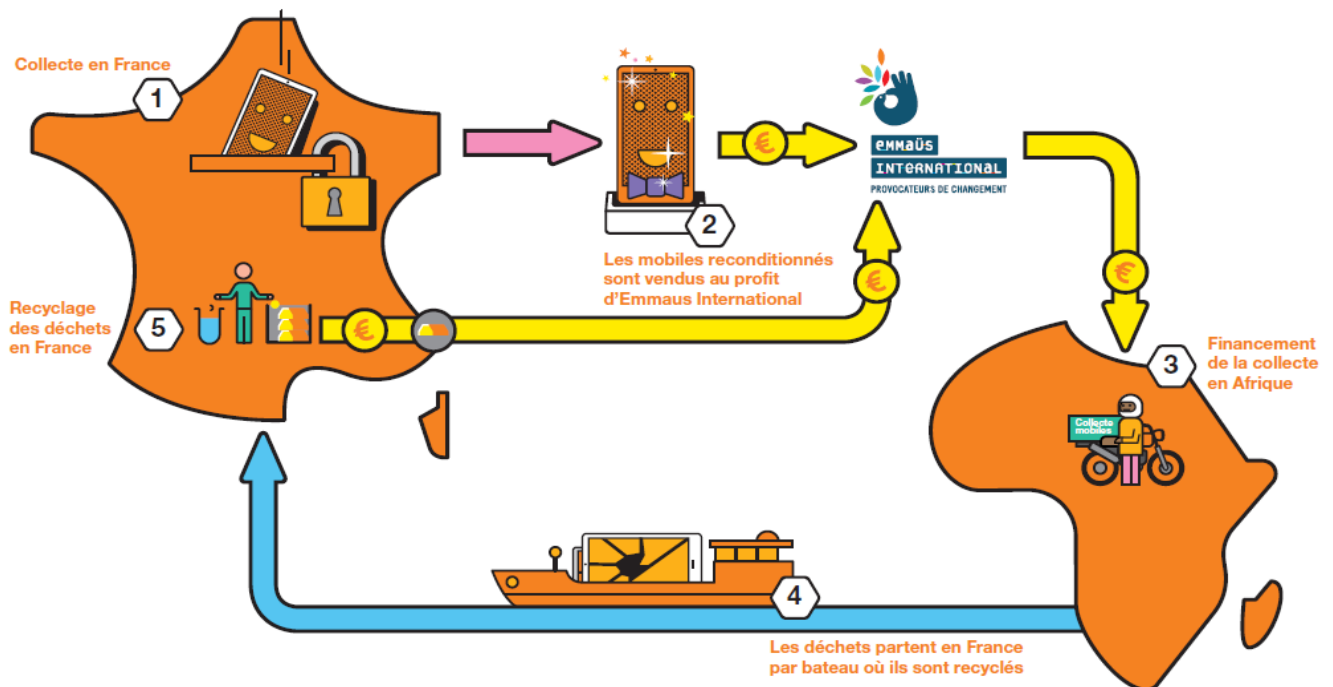 Collecte en France
1
2
Les mobiles reconditionnés
sont vendus au profit
d'Emmaus International
€
emmaüs
INTERNATIONAL
PROVOCATEURS DE CHANGEMENT
€
€
3
Financement
de la collecte
en Afrique
Collecte
mobiles
4
Les déchets partent en France
par bateau où ils sont recyclés
5
Recyclage
des déchets
en France
€